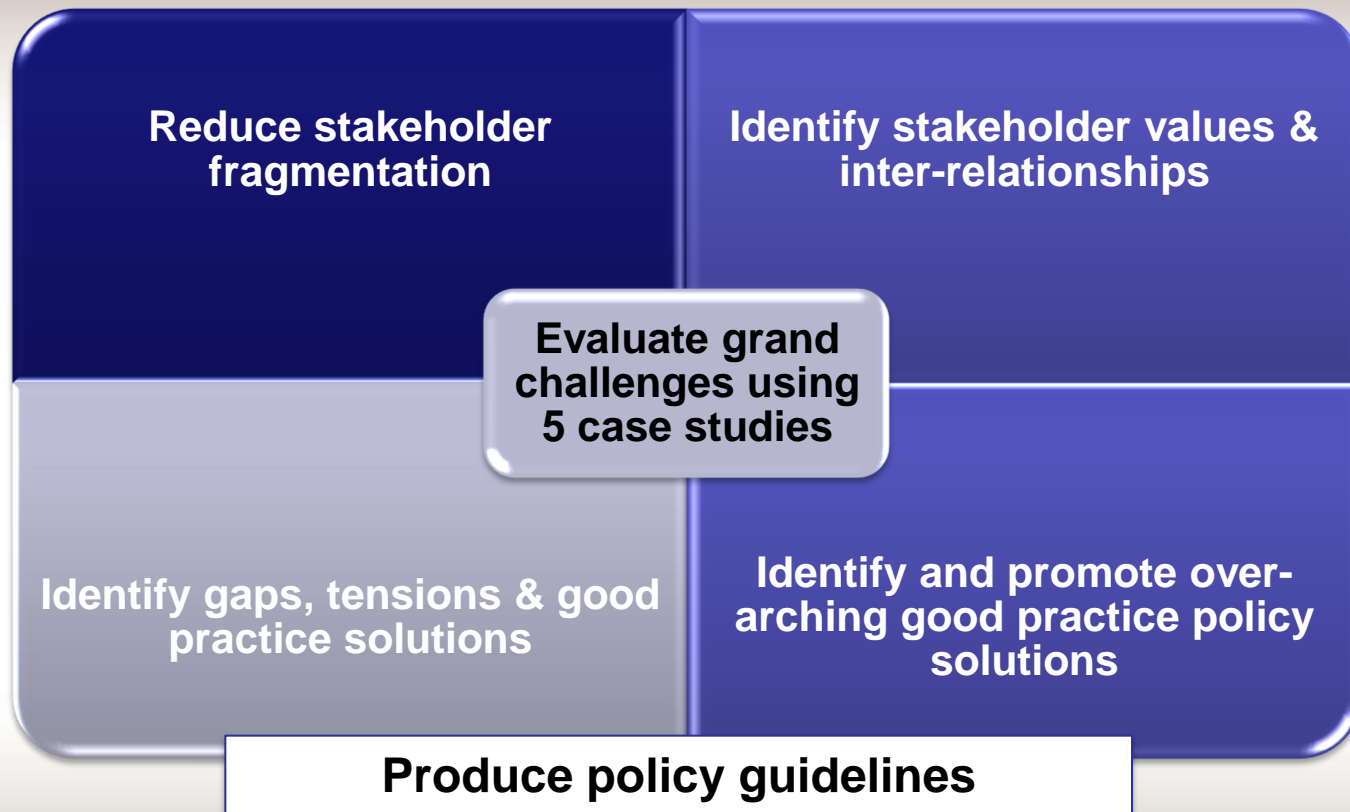 Reduce stakeholder
fragmentation
Identify stakeholder values &
inter-relationships
Evaluate grand
challenges using
5 case studies
Identify gaps, tensions & good
practice solutions
Identify and promote over-
arching good practice policy
solutions
Produce policy guidelines